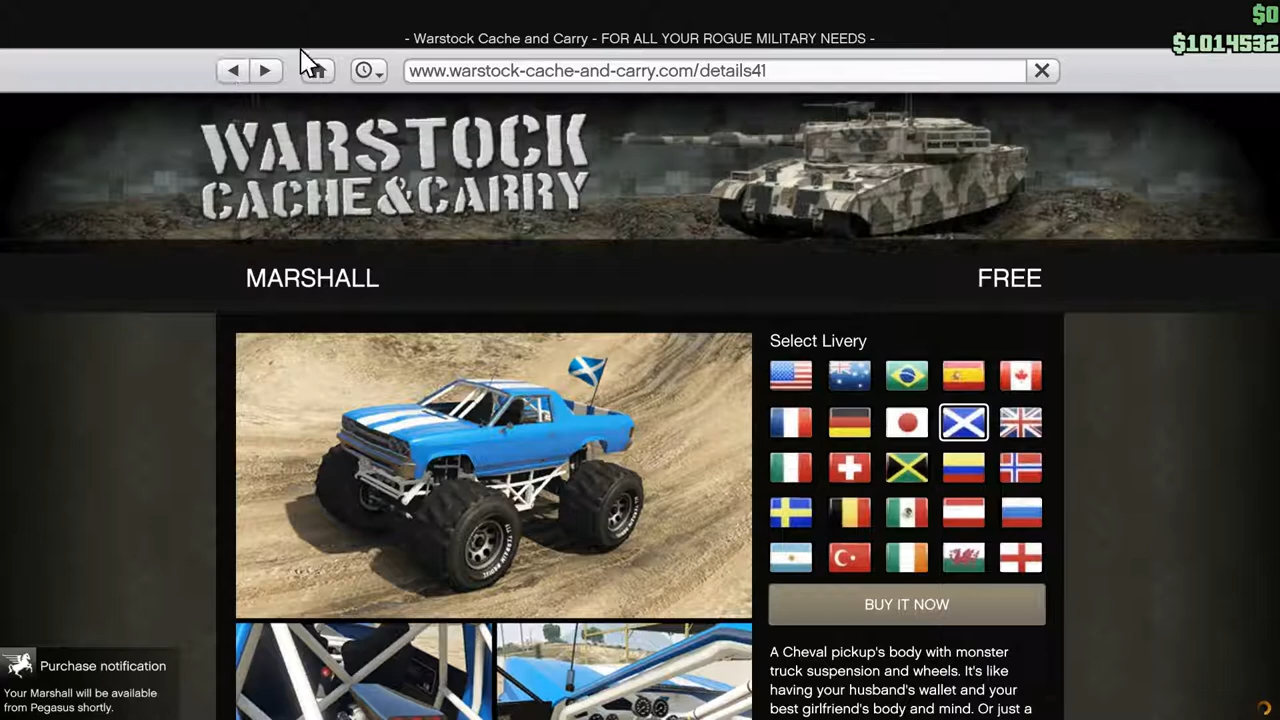 $0
$1014532
- Warstock Cache and Carry - FOR ALL YOUR ROGUE MILITARY NEEDS -
www.warstock-cache-and-carry.com/details41
WARSTOCK
CACHE&CARRY
MARSHALL
FREE
Select Livery
BUY IT NOW
A Cheval pickup's body with monster
truck suspension and wheels. It's like
having your husband's wallet and your
best girlfriend's body and mind. Or just a
Purchase notification
Your Marshall will be available
from Pegasus shortly.